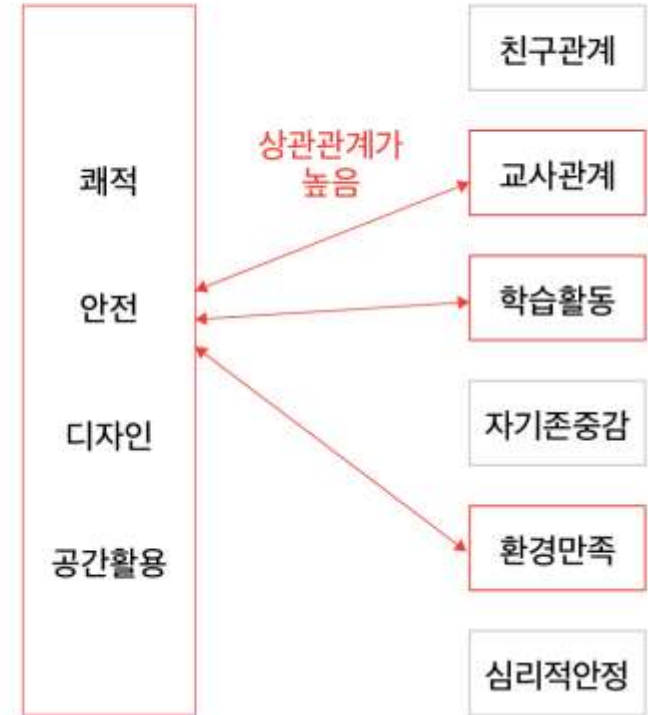 쾌적
안전
디자인
공간활용
상관관계가
높음
친구관계
교사관계
학습활동
자기존중감
환경만족
심리적안정